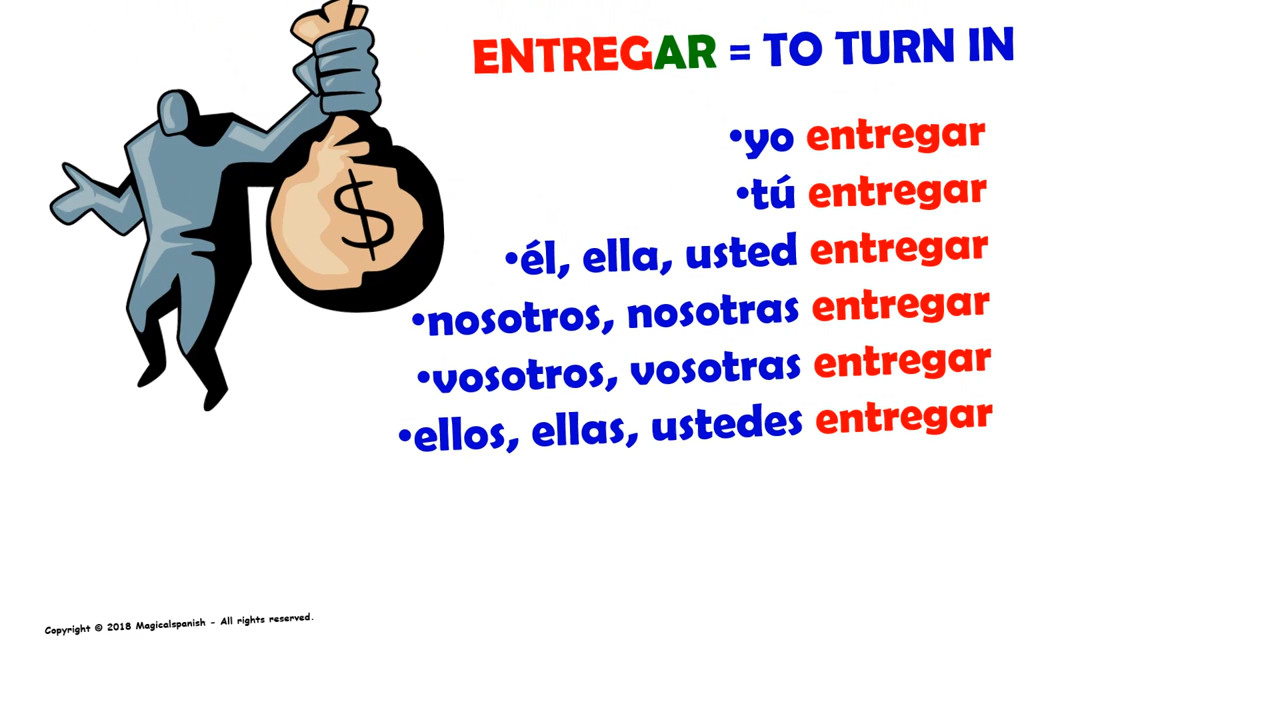 ENTREGAR = TO TURN IN
•yo entregar
•tú entregar
•él, ella, usted entregar
•nosotros, nosotras entregar
•vosotros, vosotras entregar
•ellos, ellas, ustedes entregar
$
Copyright © 2018 Magicalspanish - All rights reserved.